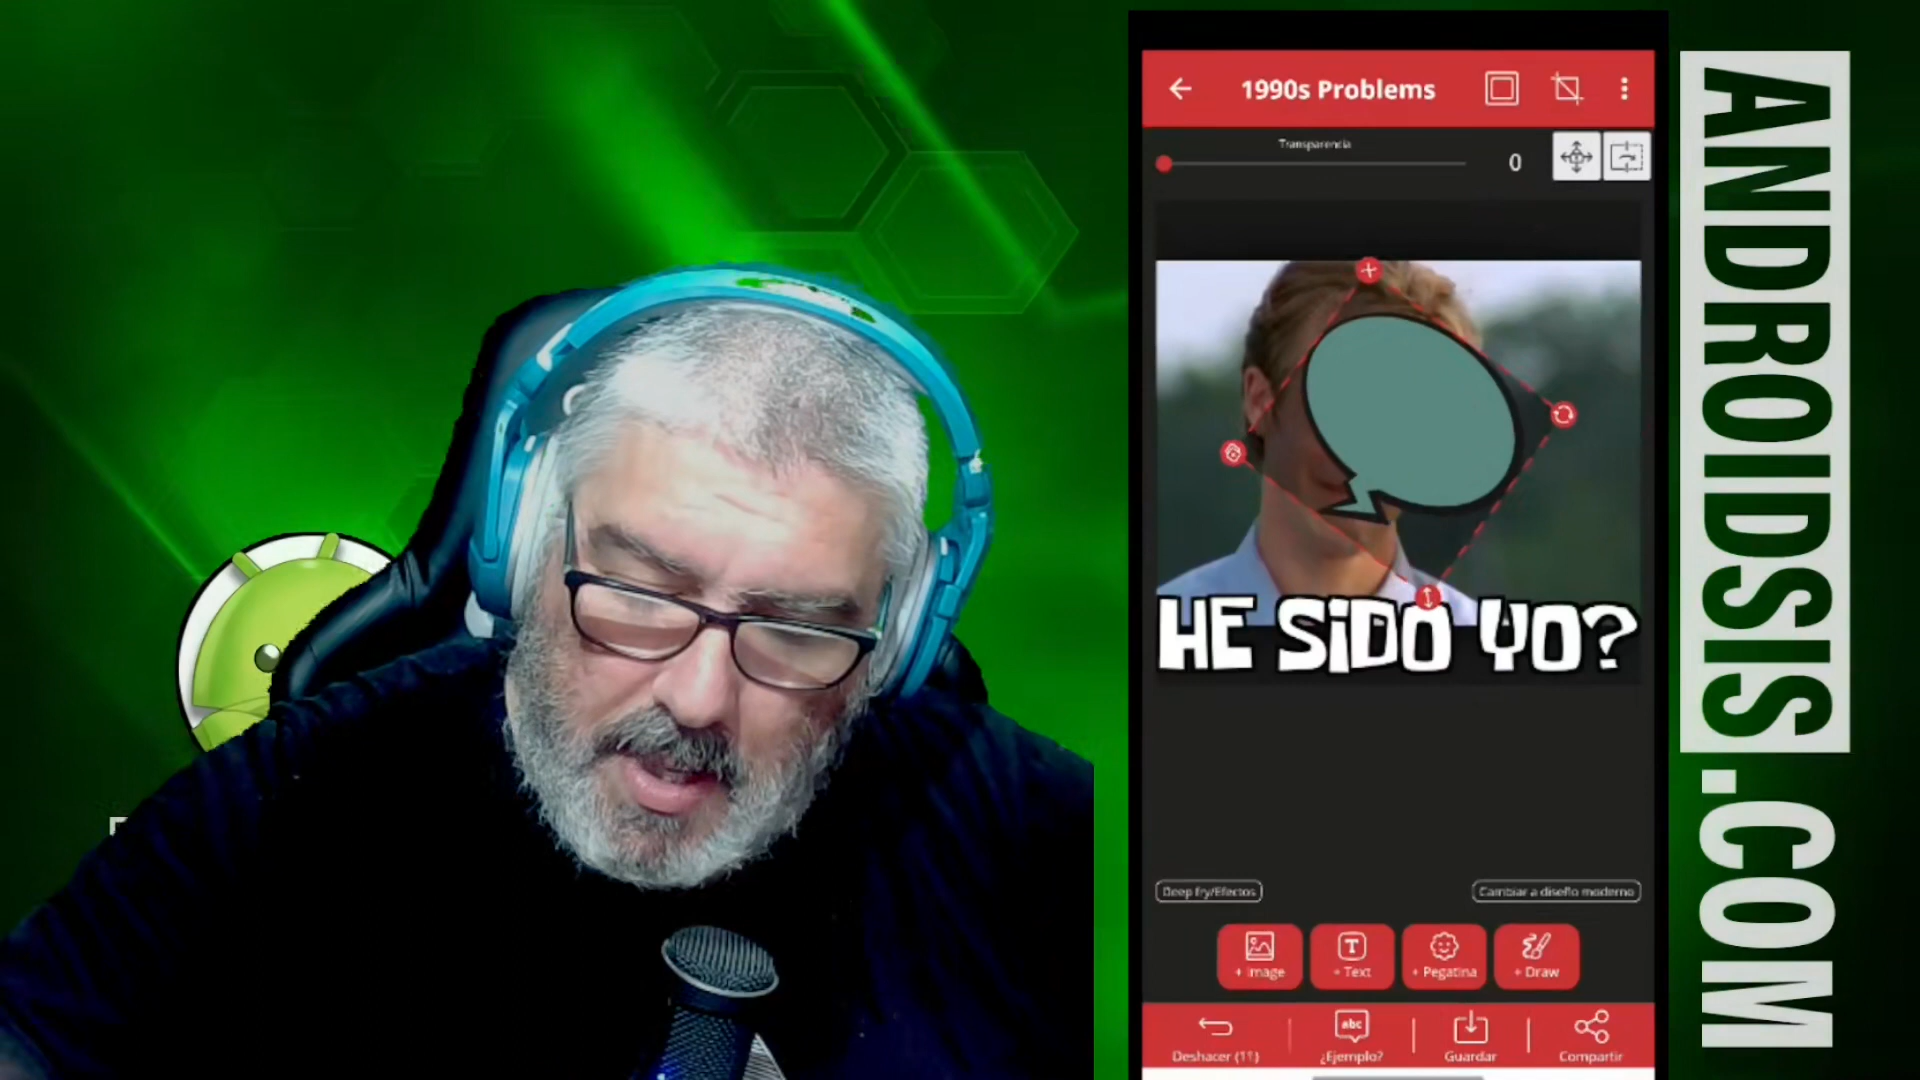 1990s Problems
Transparencia
0
HE SiDO YO?
Deep fry/Efectos
Cambiar a diseño moderno
+ Image
+ Text
+ Pegatina
+ Draw
abc
Deshacer (11)
¿Ejemplo?
Guardar
Compartir
ANDROIDSIS.COM